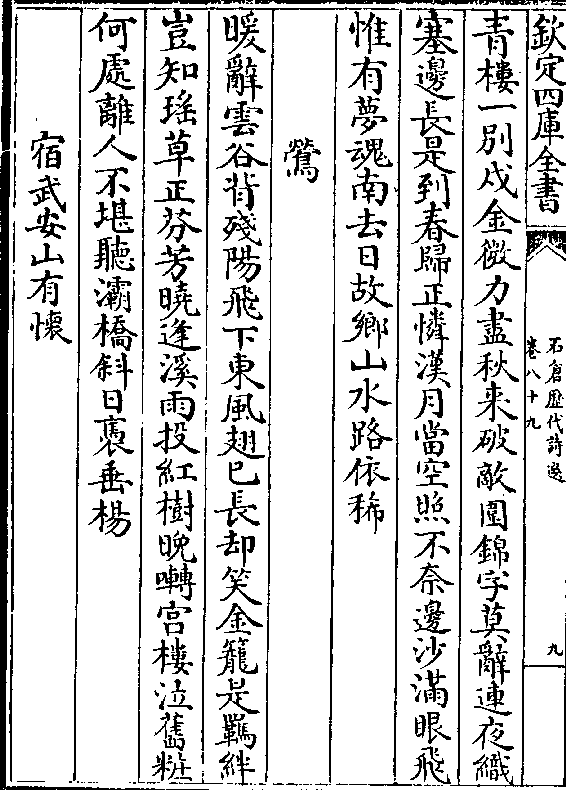 欽定四庫全書
石倉歷代詩選
卷八十九
九
青樓一別戍金微力盡秋来破敵圍錦字莫辭連夜織
塞邊長是到春歸正憐漢月當空照不奈邊沙滿眼飛
惟有夢魂南去日故鄉山水路依稀
鶯
暖辭雲谷背殘陽飛下東風翅已長却笑金籠是羈絆
豈知瑤草正芬芳曉逢溪雨投紅樹晚囀宫樓泣舊粧
何處離人不堪聽灞橋斜日裊垂楊
宿武安山有懷